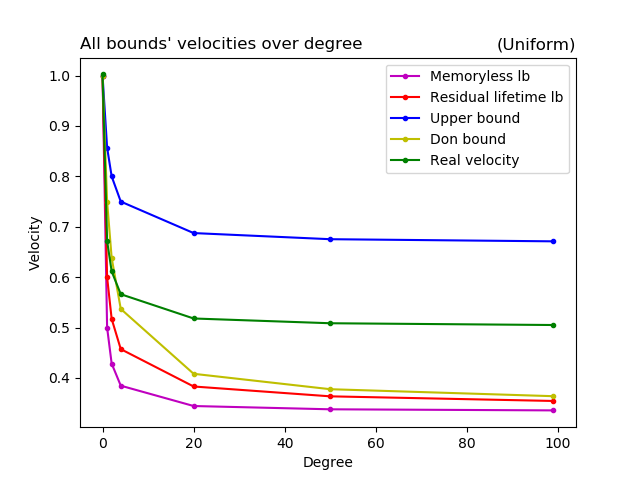 All bounds' velocities over degree (Uniform)
Memoryless lb
Residual lifetime lb
Upper bound
Don bound
Real velocity
Velocity
1.0
0.9
0.8
0.7
0.6
0.5
0.4
0 20 40 60 80 100
Degree